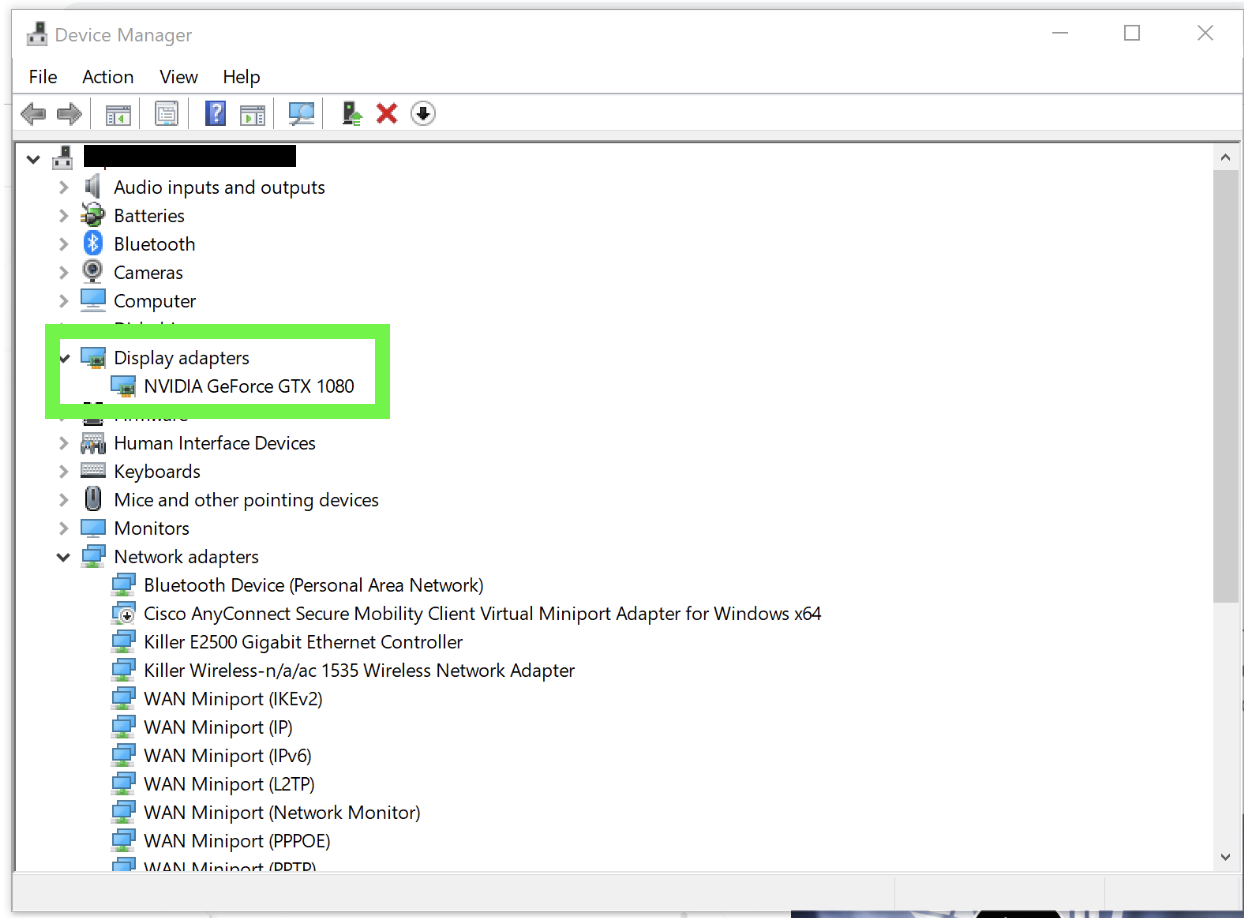 Device Manager
File Action View Help
Audio inputs and outputs
Batteries
Bluetooth
Cameras
Computer
Display adapters
NVIDIA GeForce GTX 1080
Firmware
Human Interface Devices
Keyboards
Mice and other pointing devices
Monitors
Network adapters
Bluetooth Device (Personal Area Network)
Cisco AnyConnect Secure Mobility Client Virtual Miniport Adapter for Windows x64
Killer E2500 Gigabit Ethernet Controller
Killer Wireless-n/a/ac 1535 Wireless Network Adapter
WAN Miniport (IKEv2)
WAN Miniport (IP)
WAN Miniport (IPv6)
WAN Miniport (L2TP)
WAN Miniport (Network Monitor)
WAN Miniport (PPPOE)
WAN Miniport (PPTP)